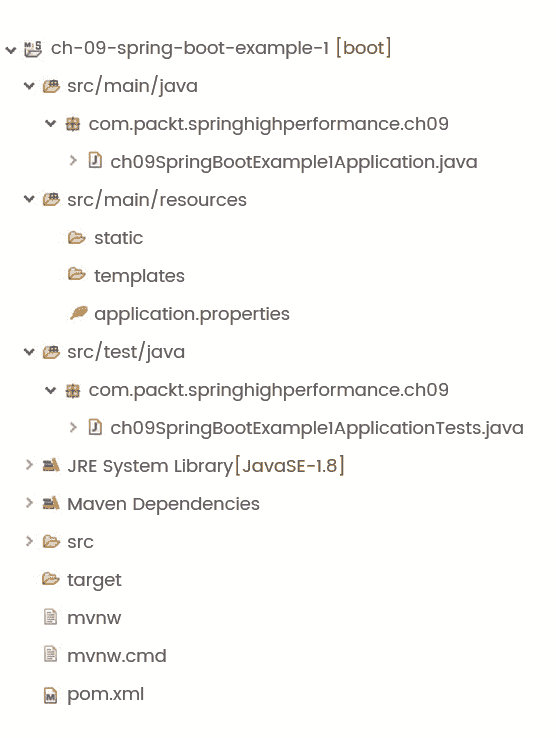 ch-09-spring-boot-example-1 [boot]
src/main/java
com.packt.springhighperformance.ch09
ch09SpringBootExample1Application.java
src/main/resources
static
templates
application.properties
src/test/java
com.packt.springhighperformance.ch09
ch09SpringBootExample1ApplicationTests.java
JRE System Library[JavaSE-1.8]
Maven Dependencies
src
target
mvnw
mvnw.cmd
pom.xml